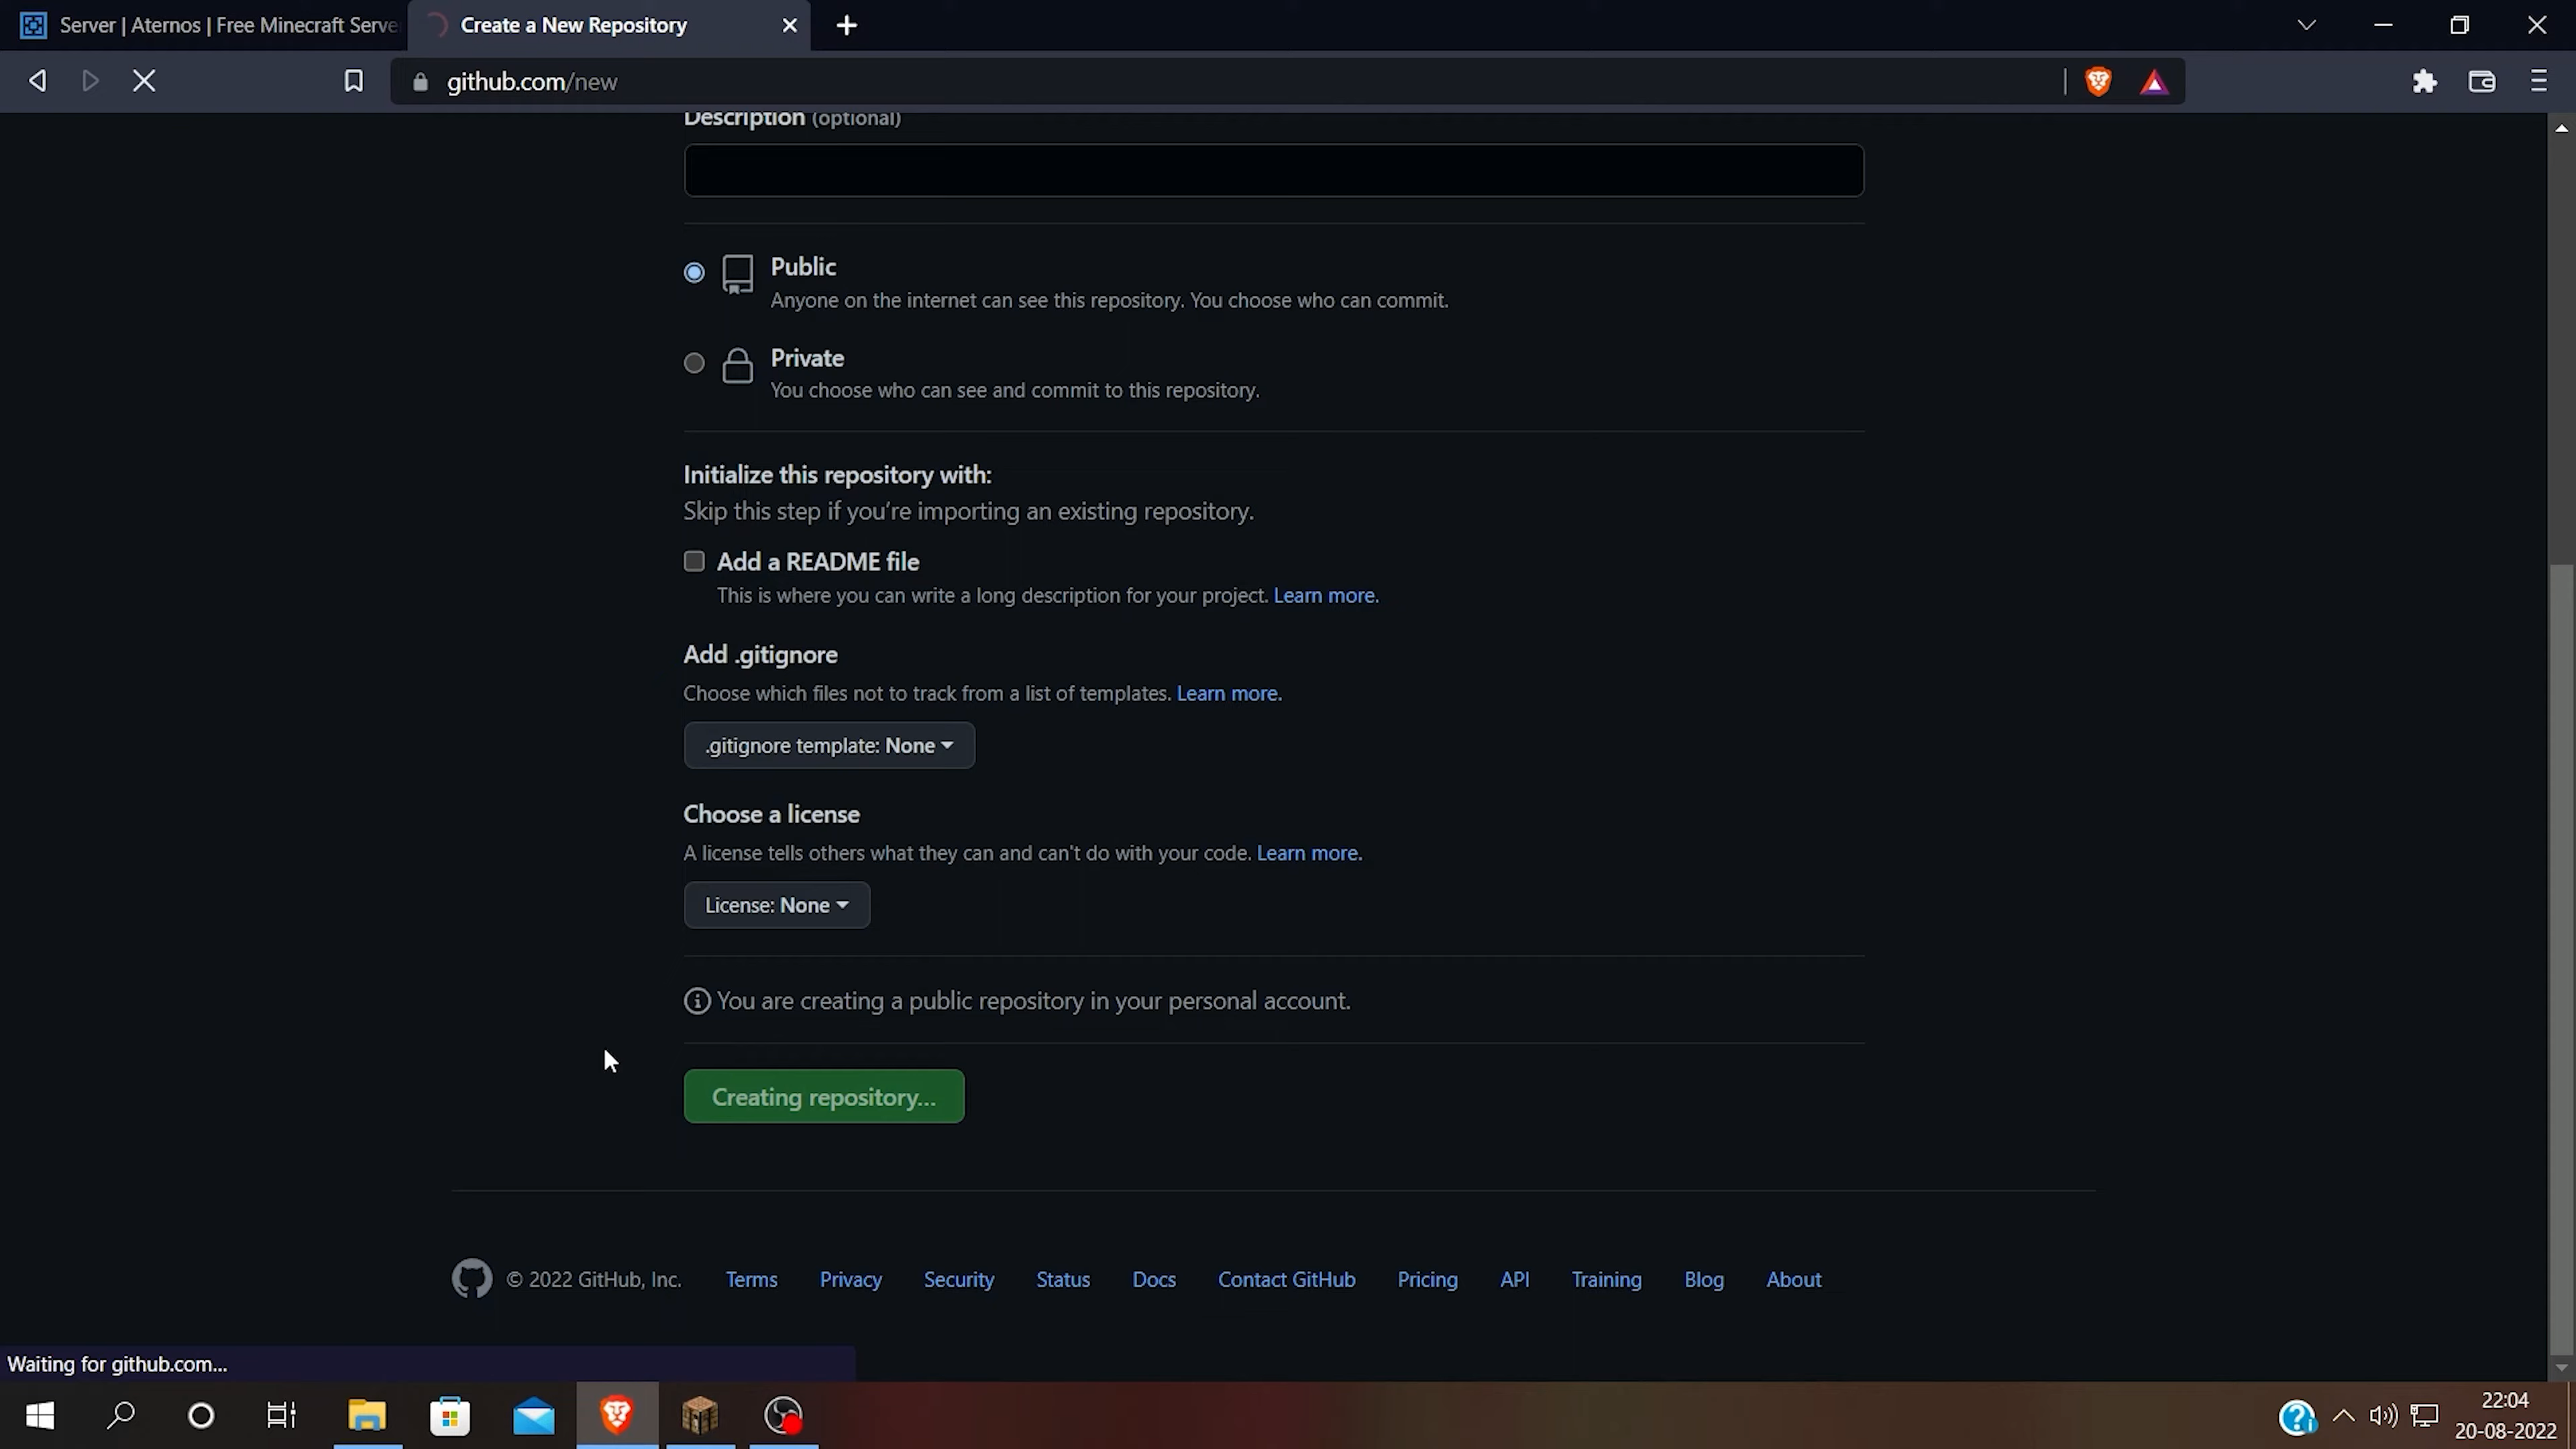 Server | Aternos | Free Minecraft Serve
Create a New Repository
github.com/new
Description (optional)
Public
Anyone on the internet can see this repository. You choose who can commit.
Private
You choose who can see and commit to this repository.
Initialize this repository with:
Skip this step if you’re importing an existing repository.
Add a README file
This is where you can write a long description for your project. Learn more.
Add .gitignore
Choose which files not to track from a list of templates. Learn more.
.gitignore template: None
Choose a license
A license tells others what they can and can't do with your code. Learn more.
License: None
You are creating a public repository in your personal account.
Creating repository...
© 2022 GitHub, Inc. Terms Privacy Security Status Docs Contact GitHub Pricing API Training Blog About
Waiting for github.com...
22:04
20-08-2022